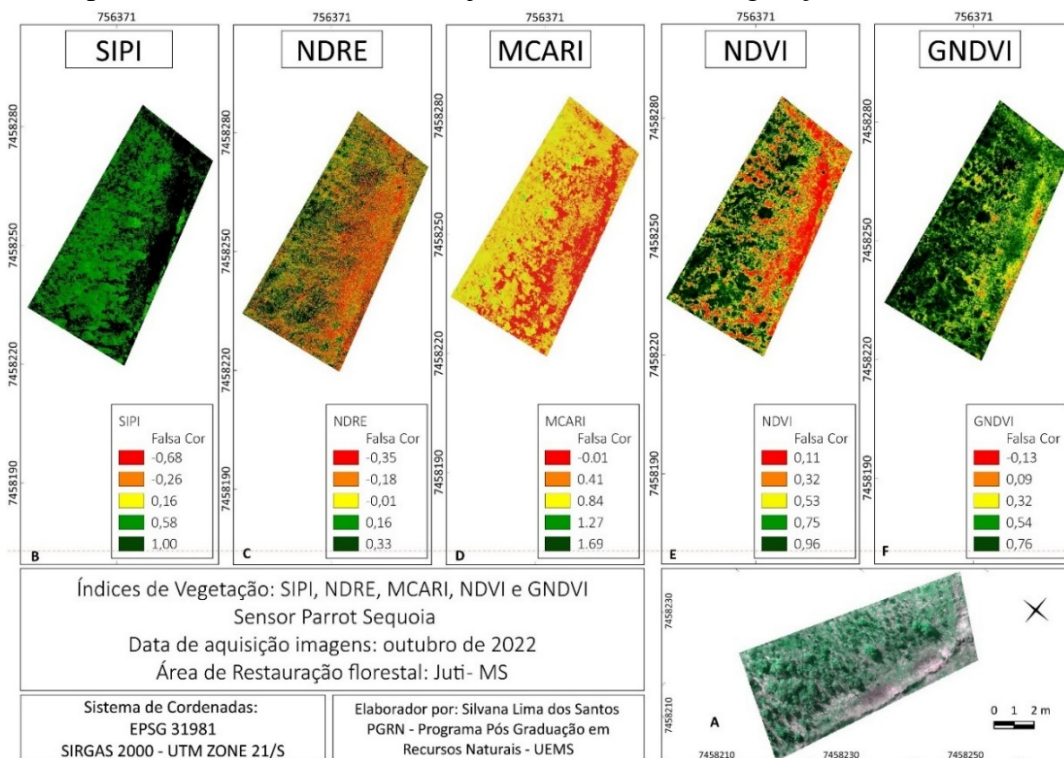 756371
756371
756371
756371
756371
SIPI
NDRE
MCARI
NDVI
GNDVI
7458280
7458250
7458220
7458190
7458280
7458250
7458220
7458190
7458280
7458250
7458220
7458190
7458280
7458250
7458220
7458190
7458280
7458250
7458220
7458190
SIPI
Falsa Cor
-0,68
-0,26
0,16
0,58
1,00
B
NDRE
Falsa Cor
-0,35
-0,18
-0,01
0,16
0,33
C
MCARI
Falsa Cor
-0.01
0.41
0.84
1.27
1.69
D
NDVI
Falsa Cor
0,11
0,32
0,53
0,75
0,96
E
GNDVI
Falsa Cor
-0,13
0,09
0,32
0,54
0,76
F
Índices de Vegetação: SIPI, NDRE, MCARI, NDVI e GNDVI
Sensor Parrot Sequoia
Data de aquisição imagens: outubro de 2022
Área de Restauração florestal: Juti- MS
Sistema de Cordenadas:
EPSG 31981
SIRGAS 2000 - UTM ZONE 21/S
Elaborador por: Silvana Lima dos Santos
PGRN - Programa Pós Graduação em
Recursos Naturais - UEMS
7458230
7458210
A
0 1 2 m
7458210
7458230
7458250